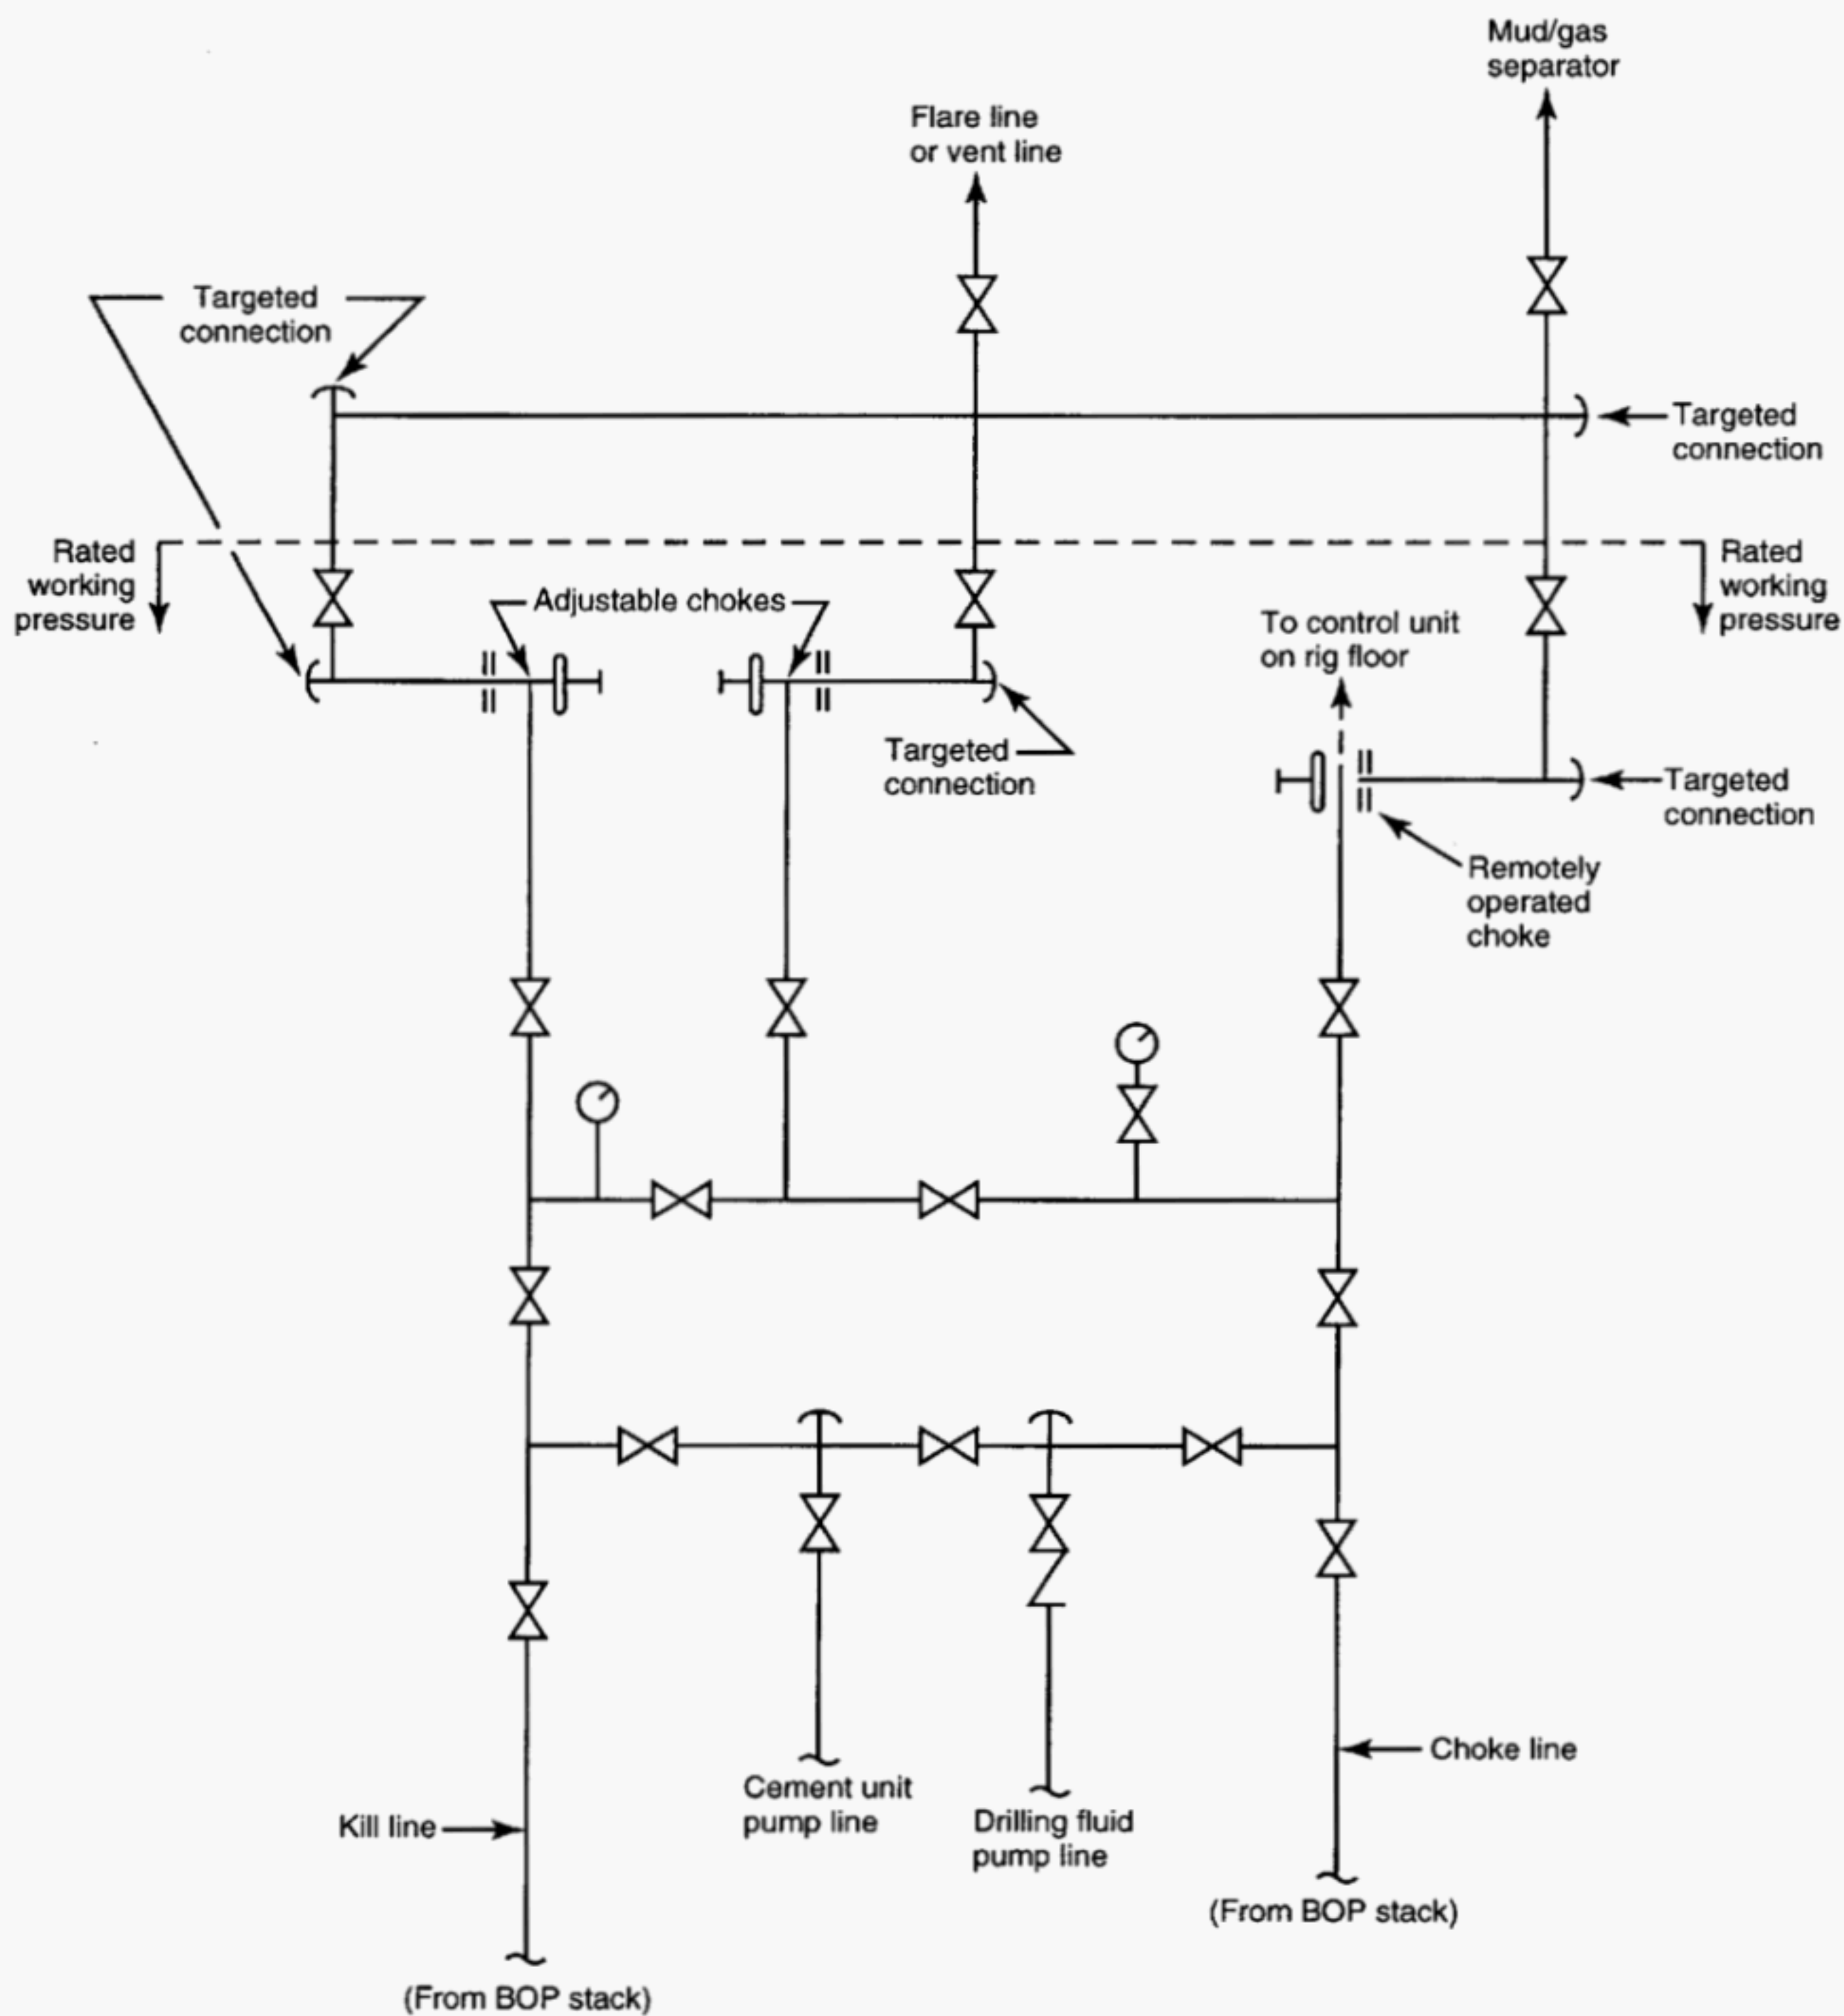 Mud/gas
separator
Flare line
or vent line
Targeted
connection
Targeted
connection
Rated
working
pressure
Rated
working
pressure
Adjustable chokes
To control unit
on rig floor
Targeted
connection
Targeted
connection
Remotely
operated
choke
Choke line
Cement unit
pump line
Drilling fluid
pump line
Kill line
(From BOP stack)
(From BOP stack)